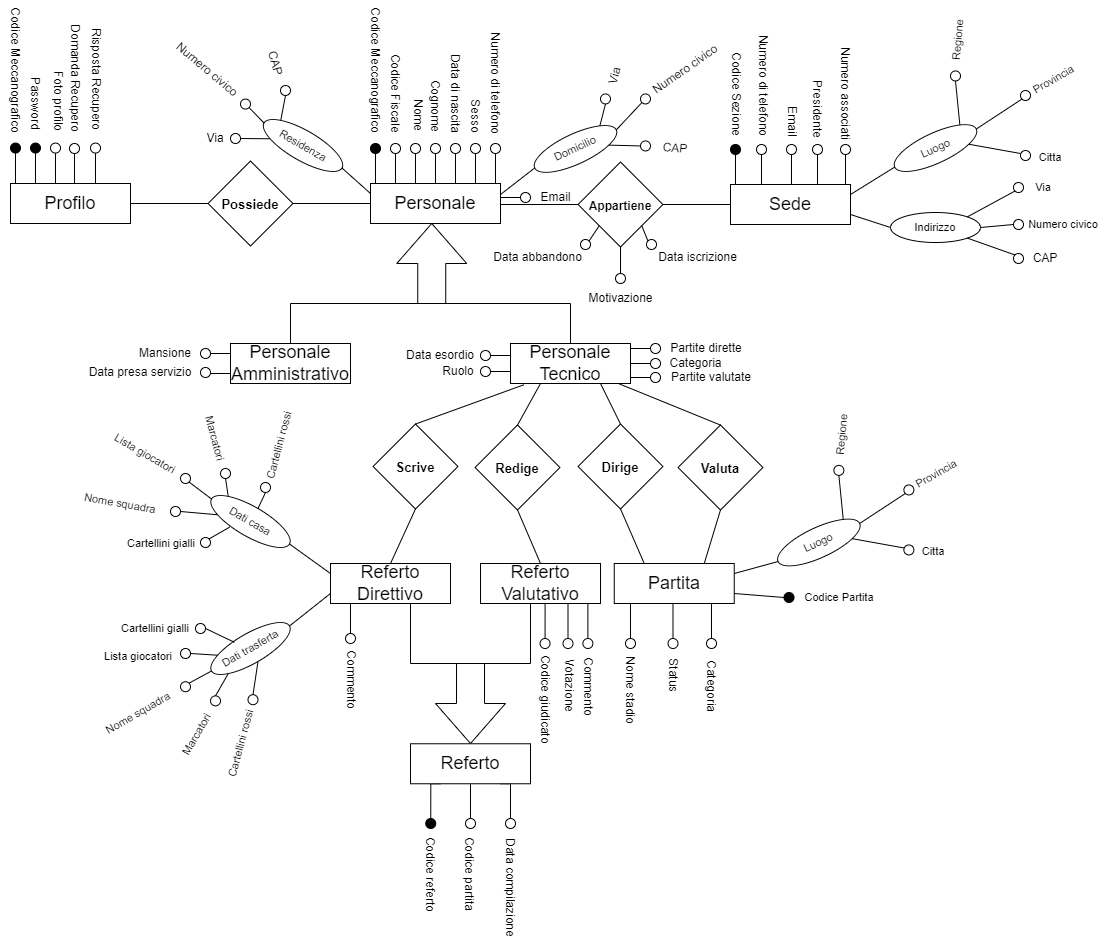 Codice Meccanografico
Password
Foto profilo
Domanda Recupero
Risposta Recupero
Profilo
Possiede
Numero civico
CAP
Via
Residenza
Codice Meccanografico
Codice Fiscale
Nome
Cognome
Data di nascita
Sesso
Numero di telefono
Personale
Via
Numero civico
CAP
Domicilio
Email
Appartiene
Data abbandono
Data iscrizione
Motivazione
Codice Sezione
Numero di telefono
Email
Presidente
Numero associati
Sede
Regione
Provincia
Citta
Luogo
Indirizzo
Via
Numero civico
CAP
Mansione
Data presa servizio
Personale
Amministrativo
Data esordio
Ruolo
Personale
Tecnico
Partite dirette
Categoria
Partite valutate
Scrive
Redige
Dirige
Valuta
Lista giocatori
Marcatori
Cartellini rossi
Nome squadra
Cartellini gialli
Dati casa
Referto
Direttivo
Commento
Cartellini gialli
Lista giocatori
Nome squadra
Marcatori
Cartellini rossi
Dati trasferta
Referto
Valutativo
Codice giudicato
Votazione
Commento
Partita
Nome stadio
Status
Categoria
Codice Partita
Luogo
Regione
Provincia
Citta
Referto
Codice referto
Codice partita
Data compilazione